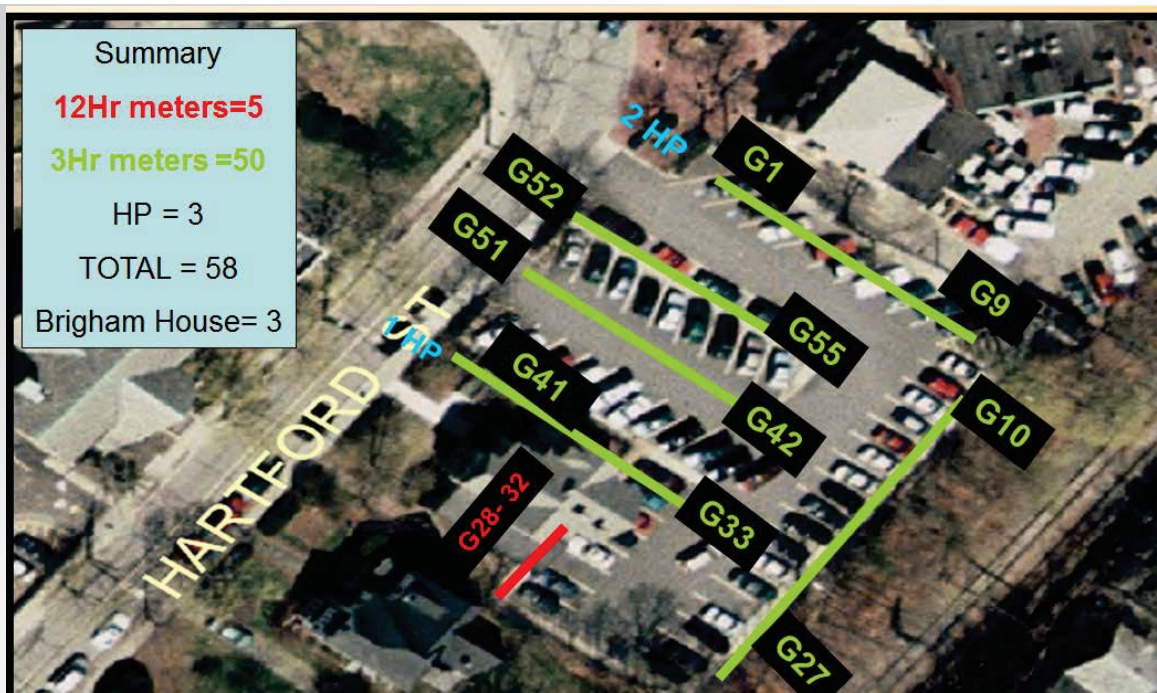 Summary
12Hr meters=5
3Hr meters =50
HP = 3
TOTAL = 58
Brigham House= 3
2 HP
G1
G52
G51
G9
1 HP
G55
G41
G42
G10
HARTFORD ST
G28- 32
G33
G27